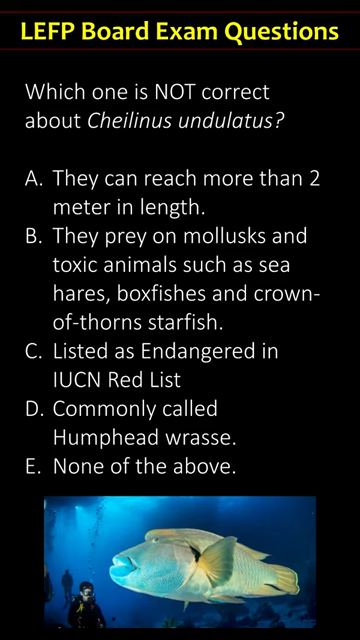 LEFP Board Exam Questions
Which one is NOT correct
about Cheilinus undulatus?
A. They can reach more than 2
meter in length.
B. They prey on mollusks and
toxic animals such as sea
hares, boxfishes and crown-
of-thorns starfish.
C. Listed as Endangered in
IUCN Red List
D. Commonly called
Humphead wrasse.
E. None of the above.